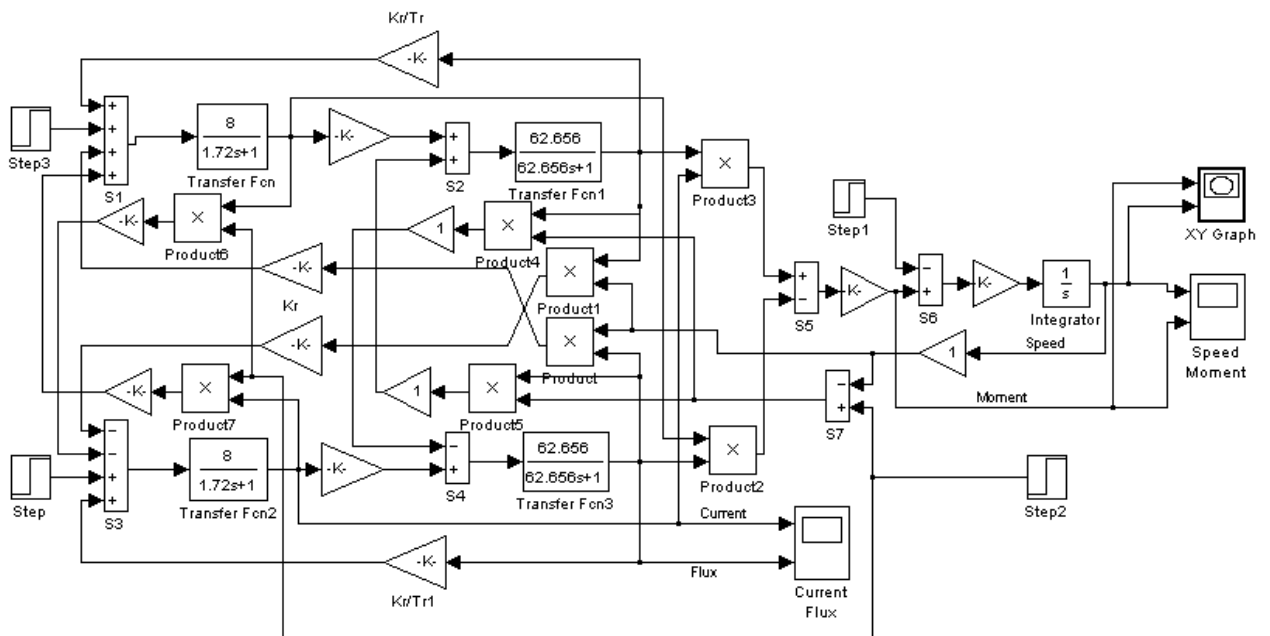 Kr/Tr
-K-
+
+
+
+
S1
Step3
8
1.72s+1
Transfer Fcn
-K-
+
+
S2
62.656
62.656s+1
Transfer Fcn1
×
Product3
-K-
×
Product6
1
×
Product4
-K-
Kr
×
Product1
-K-
×
Product
-K-
×
Product7
1
×
Product5
Step1
+
−
S5
K-
−
+
S6
K-
1
s
Integrator
XY Graph
Speed
Moment
1
Speed
Moment
−
+
S7
Step2
−
−
+
+
S3
Step
8
1.72s+1
Transfer Fcn2
-K-
−
+
S4
62.656
62.656s+1
Transfer Fcn3
×
Product2
Current
Flux
Current
Flux
-K-
Kr/Tr1